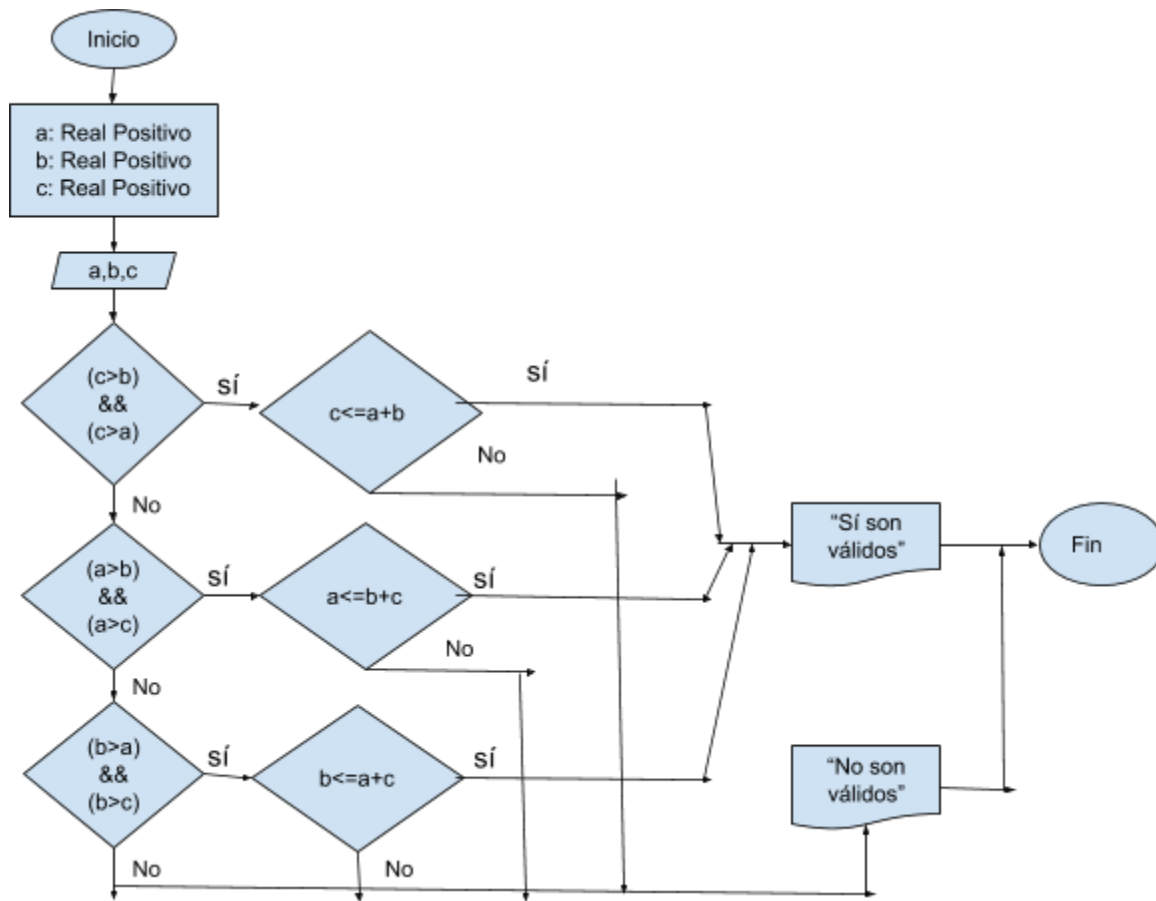 Inicio
a: Real Positivo
b: Real Positivo
c: Real Positivo
a,b,c
(c>b)
&&
(c>a)
sí
c<=a+b
sí
No
No
(a>b)
&&
(a>c)
sí
a<=b+c
sí
No
No
(b>a)
&&
(b>c)
sí
b<=a+c
sí
No
No
"Sí son
válidos"
Fin
“No son
válidos”